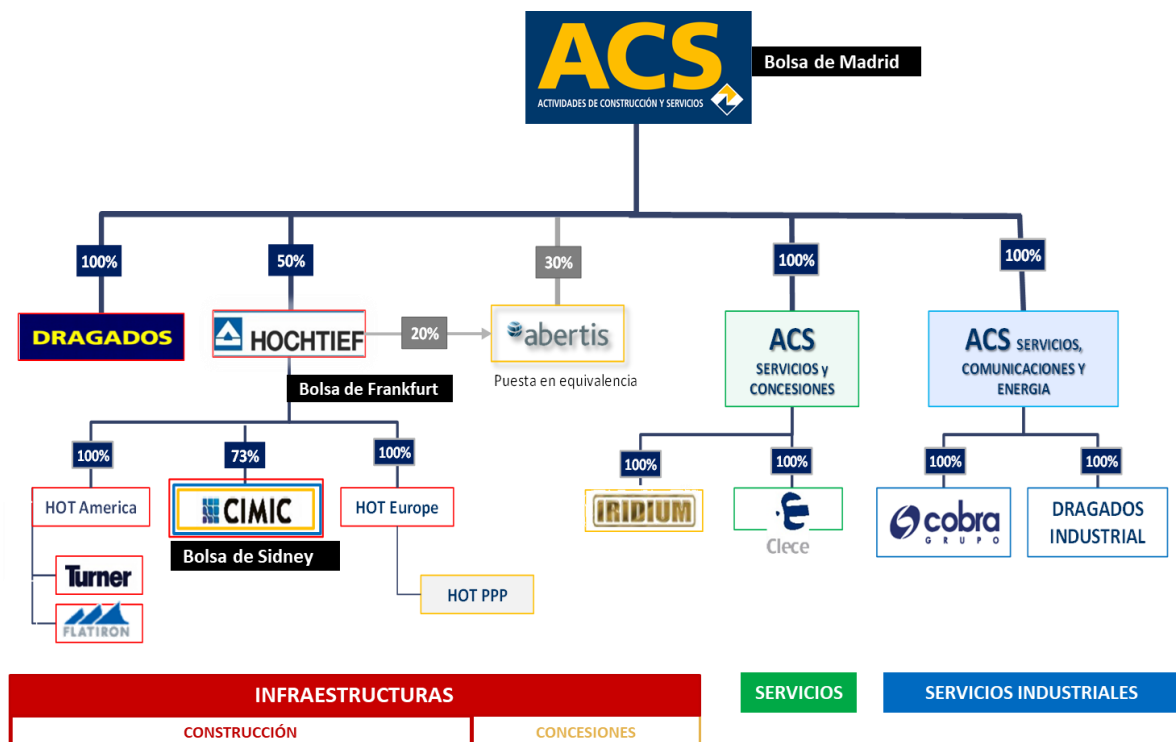 ACS
ACTIVIDADES DE CONSTRUCCIÓN Y SERVICIOS
Bolsa de Madrid
100%
50%
30%
100%
100%
DRAGADOS
HOCHTIEF
20%
abertis
Puesta en equivalencia
ACS
SERVICIOS y
CONCESIONES
ACS SERVICIOS,
COMUNICACIONES Y
ENERGIA
Bolsa de Frankfurt
100%
73%
100%
100%
100%
100%
100%
HOT America
CIMIC
HOT Europe
IRIDIUM
Clece
cobra
GRUPO
DRAGADOS
INDUSTRIAL
Bolsa de Sidney
Turner
FLATIRON
HOT PPP
INFRAESTRUCTURAS
SERVICIOS
SERVICIOS INDUSTRIALES
CONSTRUCCIÓN
CONCESIONES